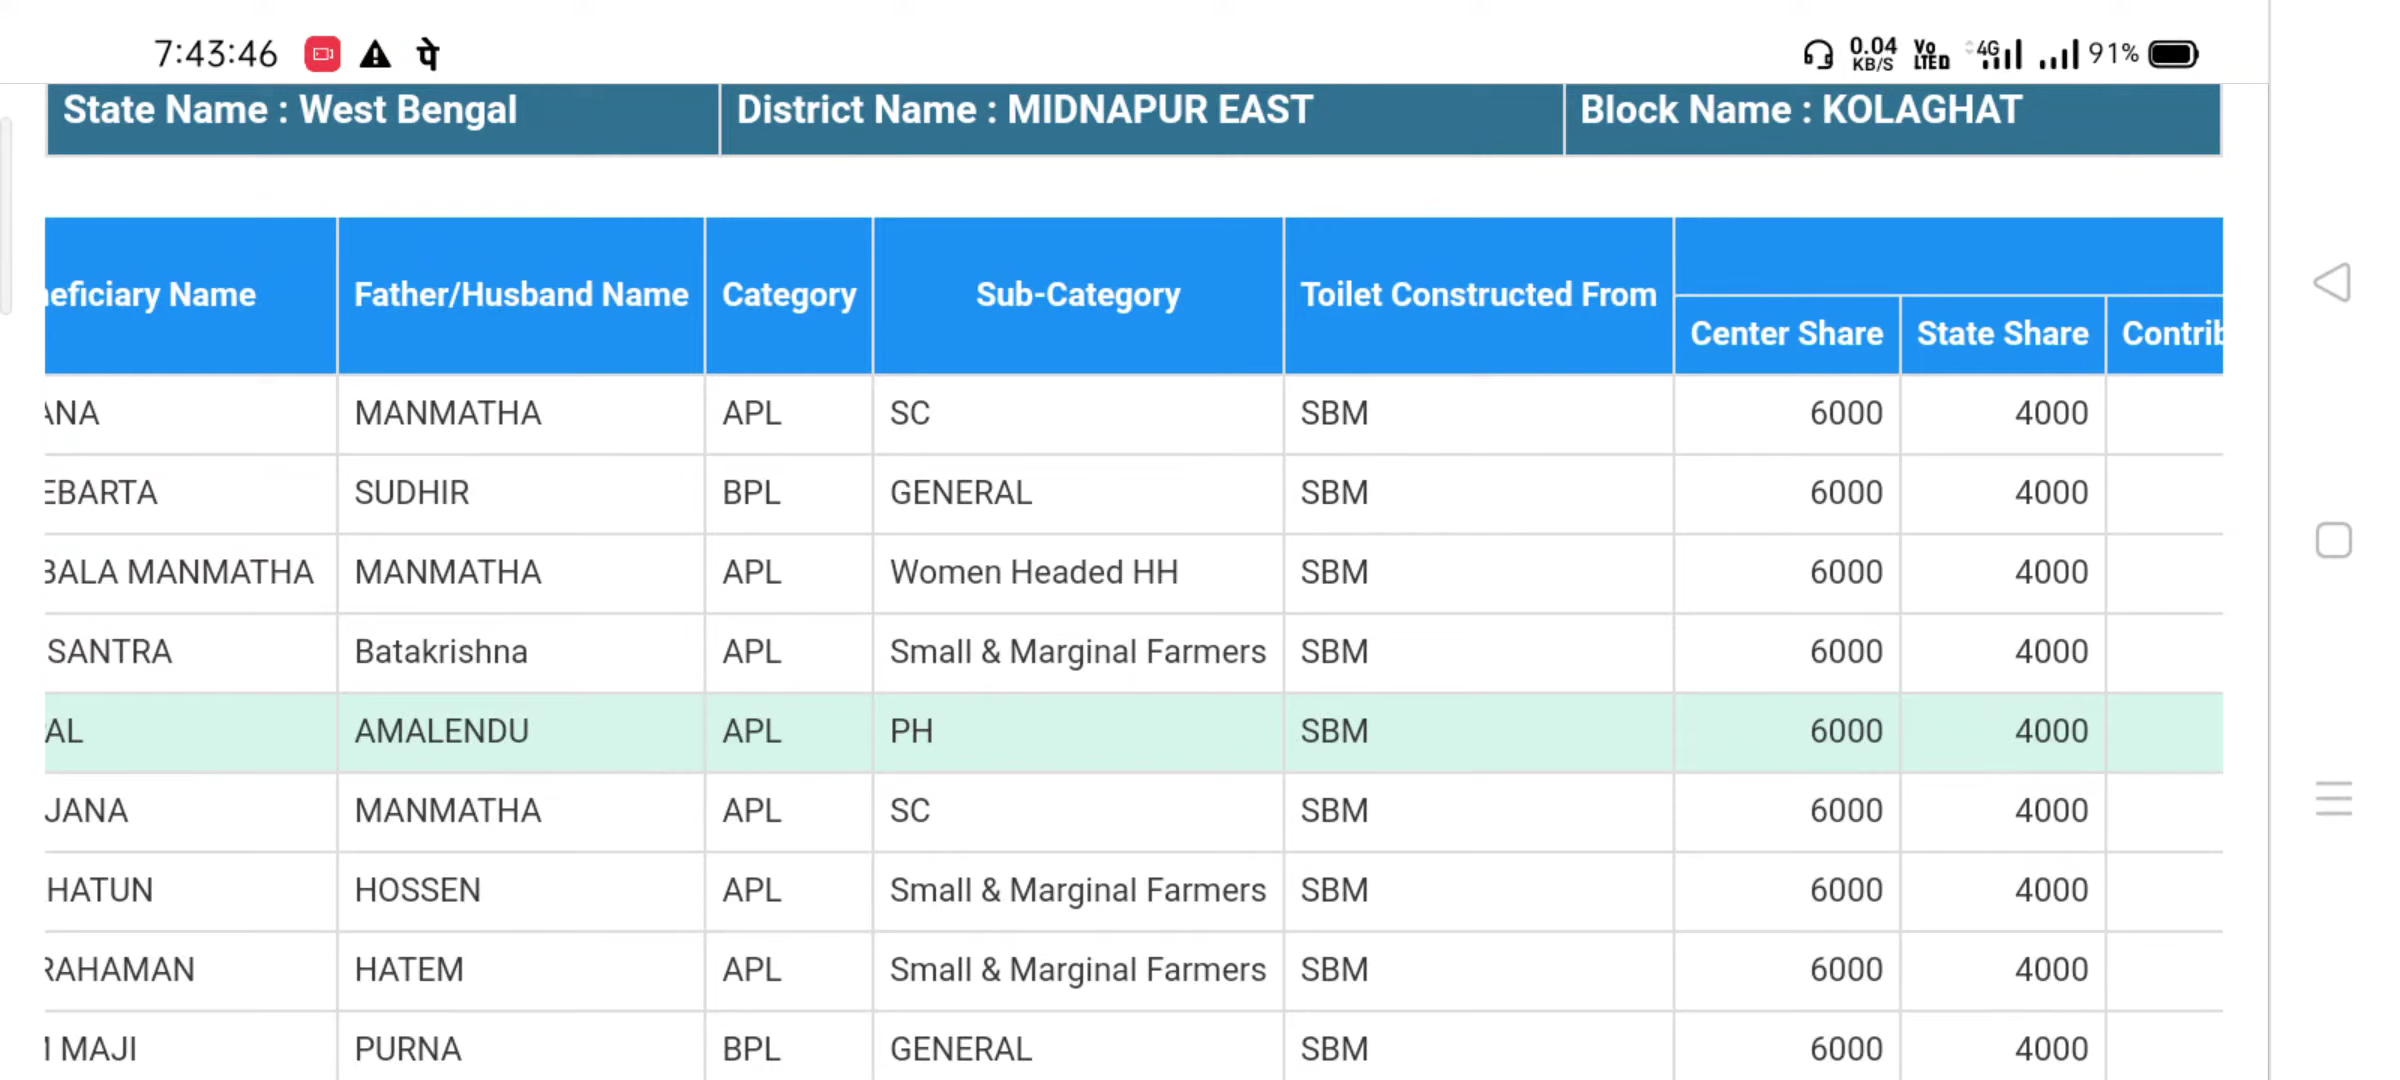 7:43:46 पे 0.04 KB/S Vo LTED 4G 91%
State Name : West Bengal District Name : MIDNAPUR EAST Block Name : KOLAGHAT
eficiary Name Father/Husband Name Category Sub-Category Toilet Constructed From
Center Share State Share Contrib
ANA MANMATHA APL SC SBM 6000 4000
EBARTA SUDHIR BPL GENERAL SBM 6000 4000
BALA MANMATHA MANMATHA APL Women Headed HH SBM 6000 4000
SANTRA Batakrishna APL Small & Marginal Farmers SBM 6000 4000
AL AMALENDU APL PH SBM 6000 4000
JANA MANMATHA APL SC SBM 6000 4000
HATUN HOSSEN APL Small & Marginal Farmers SBM 6000 4000
RAHAMAN HATEM APL Small & Marginal Farmers SBM 6000 4000
MAJI PURNA BPL GENERAL SBM 6000 4000